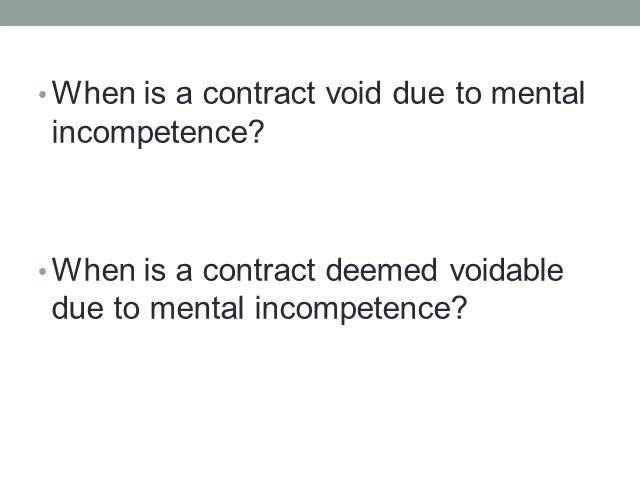 • When is a contract void due to mental
incompetence?
• When is a contract deemed voidable
due to mental incompetence?